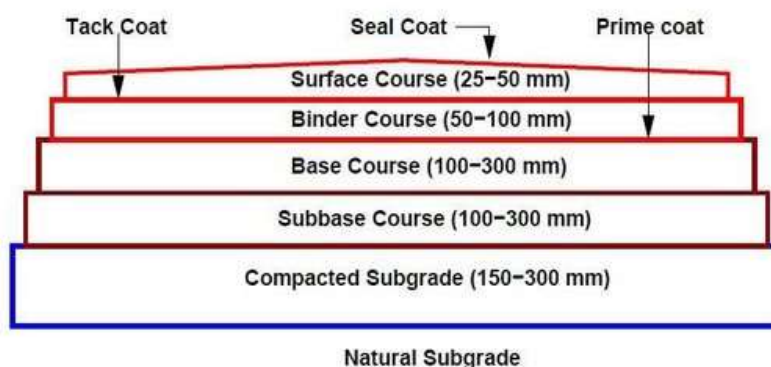 Tack Coat Seal Coat Prime coat
Surface Course (25−50 mm)
Binder Course (50−100 mm)
Base Course (100−300 mm)
Subbase Course (100−300 mm)
Compacted Subgrade (150−300 mm)
Natural Subgrade